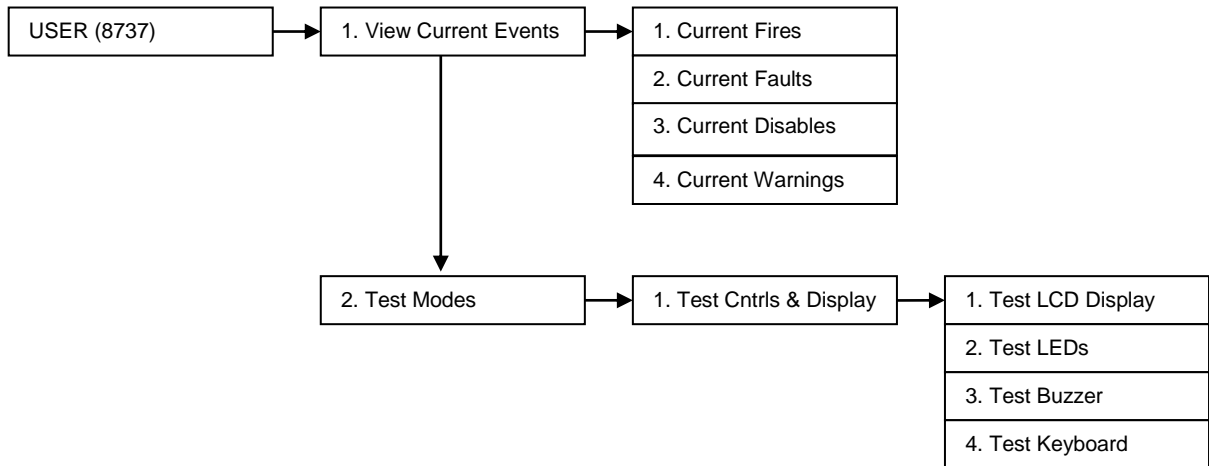 USER (8737)
1. View Current Events
1. Current Fires
2. Current Faults
3. Current Disables
4. Current Warnings
2. Test Modes
1. Test Cntrls & Display
1. Test LCD Display
2. Test LEDs
3. Test Buzzer
4. Test Keyboard